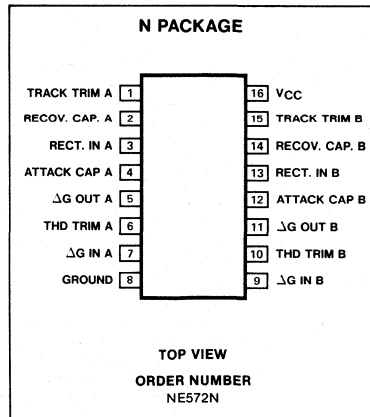 N PACKAGE
TRACK TRIM A 1
RECOV. CAP. A 2
RECT. IN A 3
ATTACK CAP A 4
ΔG OUT A 5
THD TRIM A 6
ΔG IN A 7
GROUND 8
16 VCC
15 TRACK TRIM B
14 RECOV. CAP. B
13 RECT. IN B
12 ATTACK CAP B
11 ΔG OUT B
10 THD TRIM B
9 ΔG IN B
TOP VIEW
ORDER NUMBER
NE572N